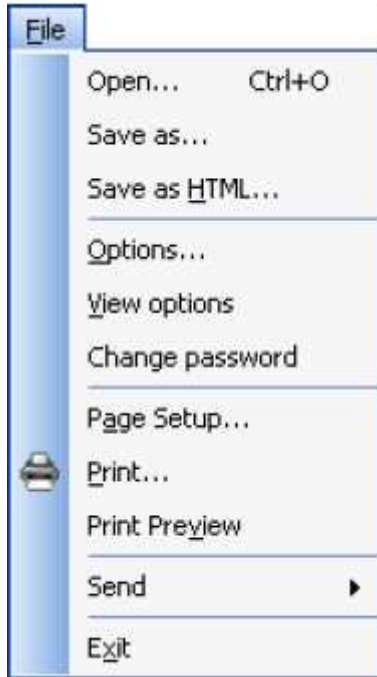 File
Open... Ctrl+O
Save as...
Save as HTML...
Options...
View options
Change password
Page Setup...
Print...
Print Preview
Send
Exit